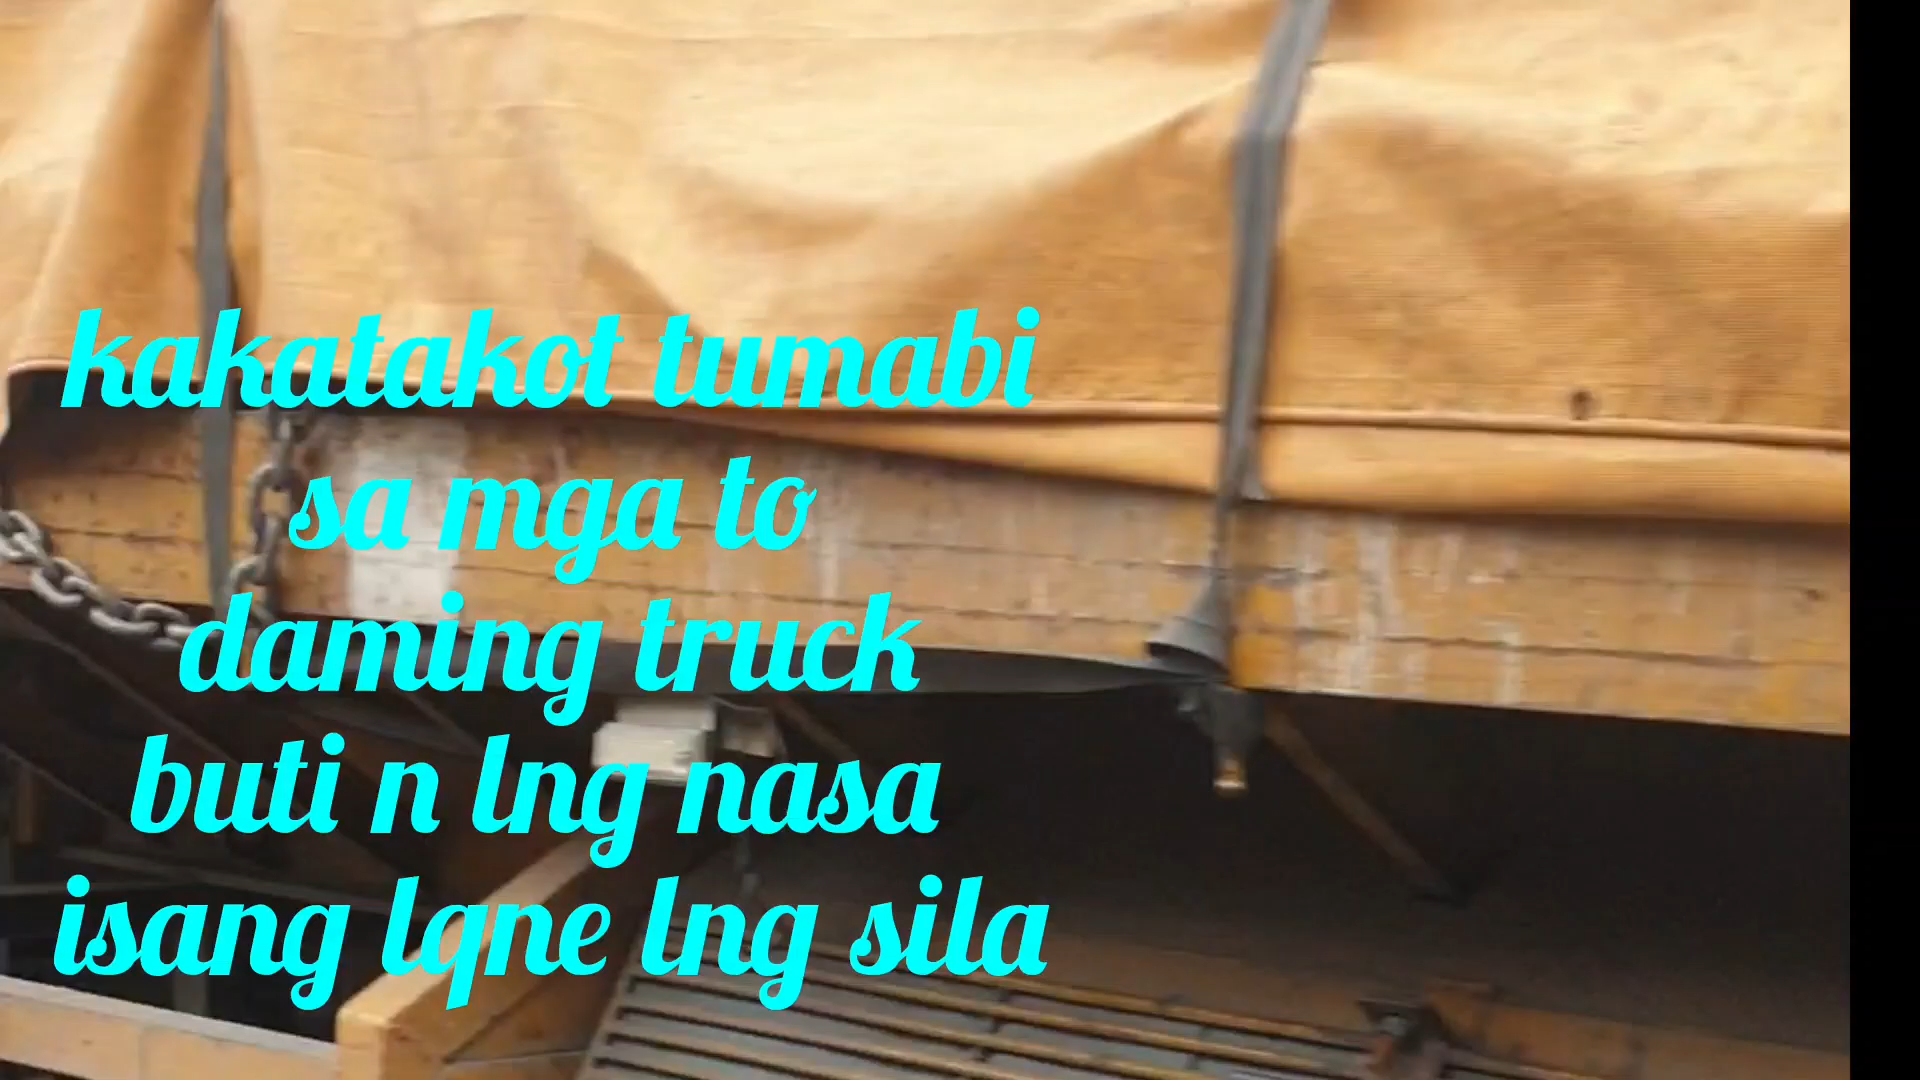 kakatakot tumabi
sa mga to
daming truck
buti n lng nasa
isang lqne lng sila